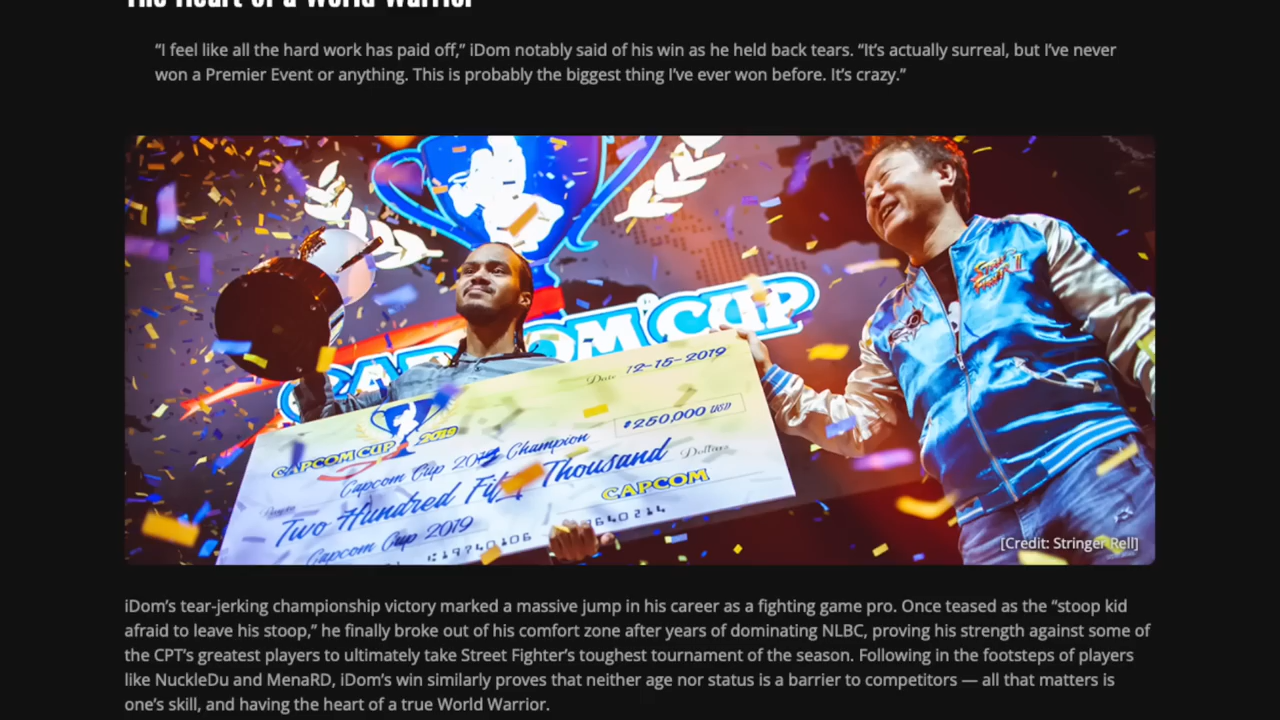 The Heart of a World Warrior
“I feel like all the hard work has paid off,” iDom notably said of his win as he held back tears. “It’s actually surreal, but I’ve never
won a Premier Event or anything. This is probably the biggest thing I’ve ever won before. It’s crazy.”
CAPCOM CUP
Date 12-15-2019
$250,000 USD
CAPCOM CUP 2019
Capcom Cup 2019 Champion
Two Hundred Fifty Thousand Dollars
CAPCOM
Capcom Cup 2019
[Credit: Stringer Rell]
iDom’s tear-jerking championship victory marked a massive jump in his career as a fighting game pro. Once teased as the “stoop kid
afraid to leave his stoop,” he finally broke out of his comfort zone after years of dominating NLBC, proving his strength against some of
the CPT’s greatest players to ultimately take Street Fighter’s toughest tournament of the season. Following in the footsteps of players
like NuckleDu and MenaRD, iDom’s win similarly proves that neither age nor status is a barrier to competitors — all that matters is
one’s skill, and having the heart of a true World Warrior.